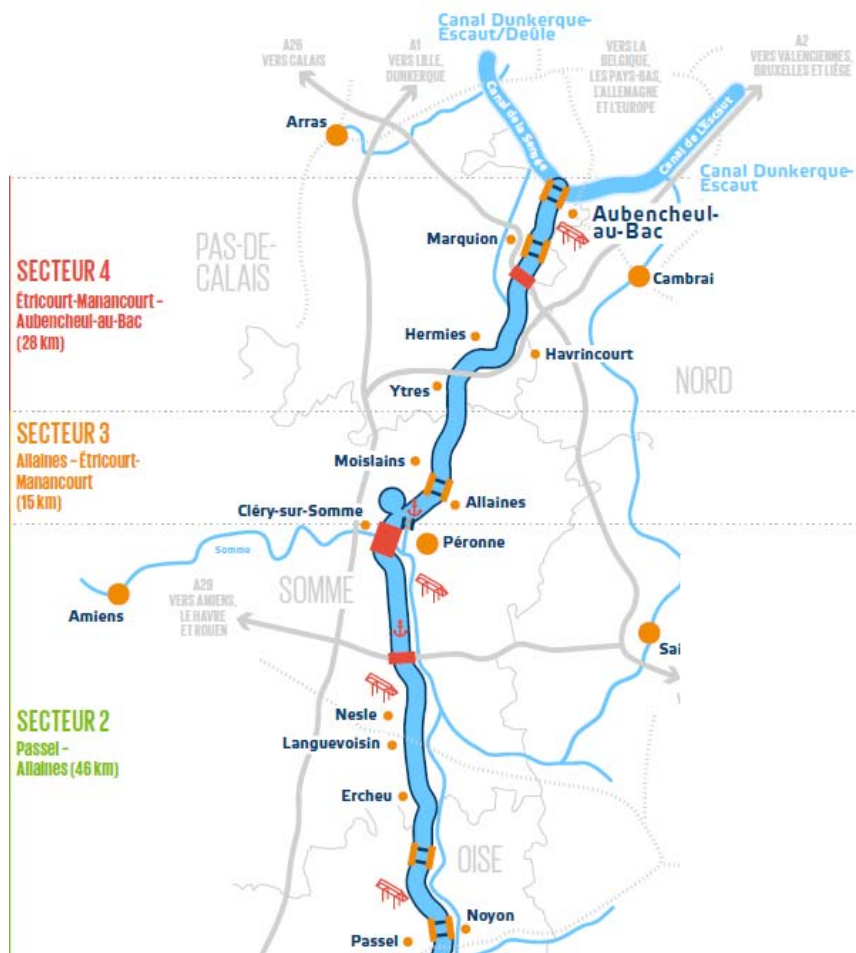 Canal Dunkerque-
Escaut/Deûle
A26
VERS CALAIS
A1
VERS LILLE,
DUNKERQUE
VERS LA
BELGIQUE,
LES PAYS-BAS,
L'ALLEMAGNE
ET L'EUROPE
A2
VERS VALENCIENNES,
BRUXELLES ET LIÈGE
Canal de la Sensée
Canal de L'Escaut
Arras
Canal Dunkerque-
Escaut
Aubencheul-
au-Bac
PAS-DE-
CALAIS
Marquion
Cambrai
SECTEUR 4
Étricourt-Manancourt –
Aubencheul-au-Bac
(28 km)
Hermies
Havrincourt
NORD
Ytres
SECTEUR 3
Allaines – Étricourt-
Manancourt
(15 km)
Moislains
Allaines
Cléry-sur-Somme
Péronne
Somme
SOMME
A29
VERS AMIENS,
LE HAVRE
ET ROUEN
Amiens
Sai
SECTEUR 2
Passel –
Allaines (46 km)
Nesle
Languevoisin
Ercheu
OISE
Noyon
Passel